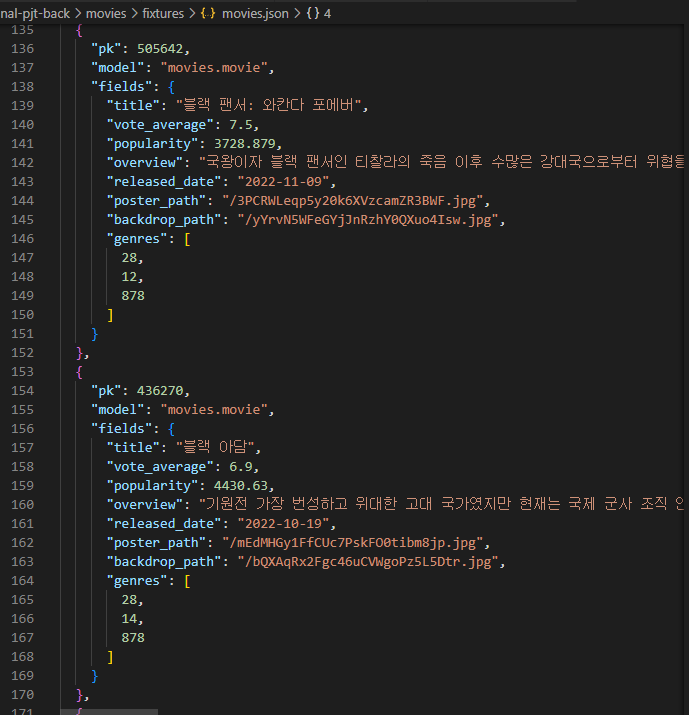 nal-pjt-back > movies > fixtures > {..} movies.json > { } 4
135 {
136 "pk": 505642,
137 "model": "movies.movie",
138 "fields": {
139 "title": "블랙 팬서: 와칸다 포에버",
140 "vote_average": 7.5,
141 "popularity": 3728.879,
142 "overview": "국왕이자 블랙 팬서인 티찰라의 죽음 이후 수많은 강대국으로부터 위협을
143 "released_date": "2022-11-09",
144 "poster_path": "/3PCRWLeqp5y20k6XVzcamZR3BWF.jpg",
145 "backdrop_path": "/yYrvN5WFeGYjJnRzhY0QXuo4Isw.jpg",
146 "genres": [
147 28,
148 12,
149 878
150 ]
151 }
152 },
153 {
154 "pk": 436270,
155 "model": "movies.movie",
156 "fields": {
157 "title": "블랙 아담",
158 "vote_average": 6.9,
159 "popularity": 4430.63,
160 "overview": "기원전 가장 번성하고 위대한 고대 국가였지만 현재는 국제 군사 조직
161 "released_date": "2022-10-19",
162 "poster_path": "/mEdMHGy1FfCUc7PskFO0tibm8jp.jpg",
163 "backdrop_path": "/bQXAqRx2Fgc46uCVWgoPz5L5Dtr.jpg",
164 "genres": [
165 28,
166 14,
167 878
168 ]
169 }
170 },
171 {